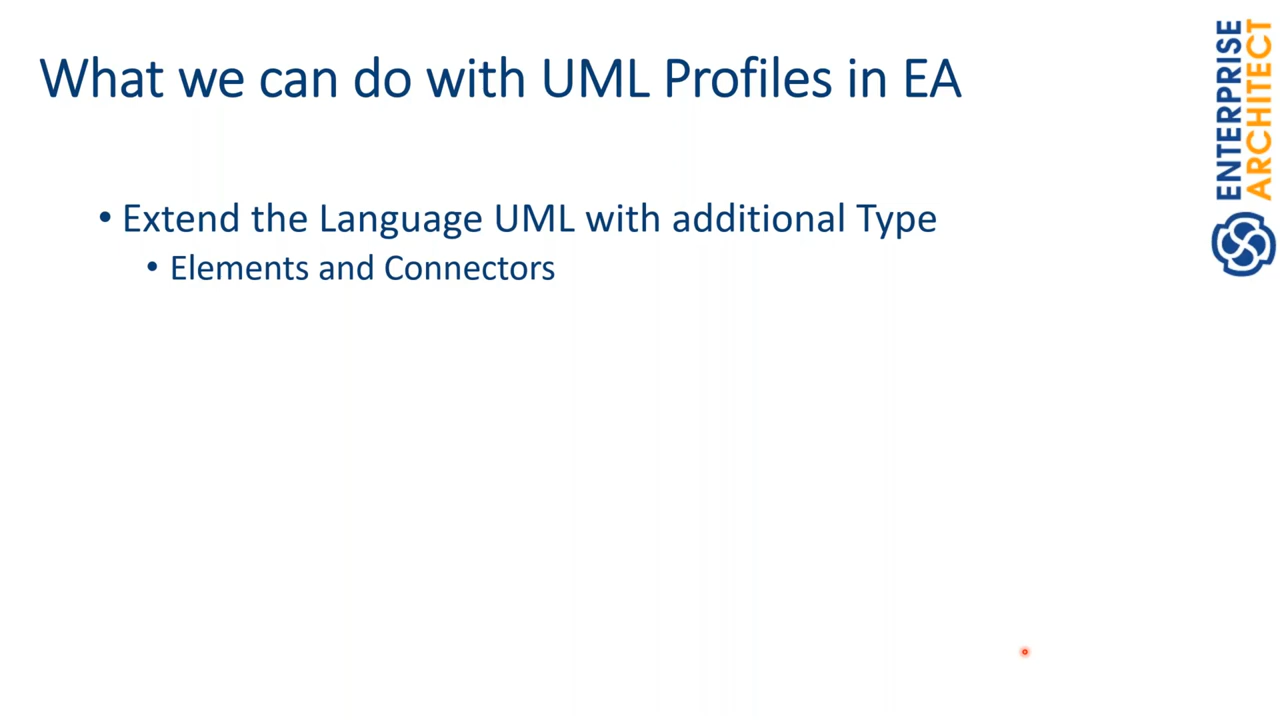 What we can do with UML Profiles in EA
• Extend the Language UML with additional Type
• Elements and Connectors
ENTERPRISE
ARCHITECT